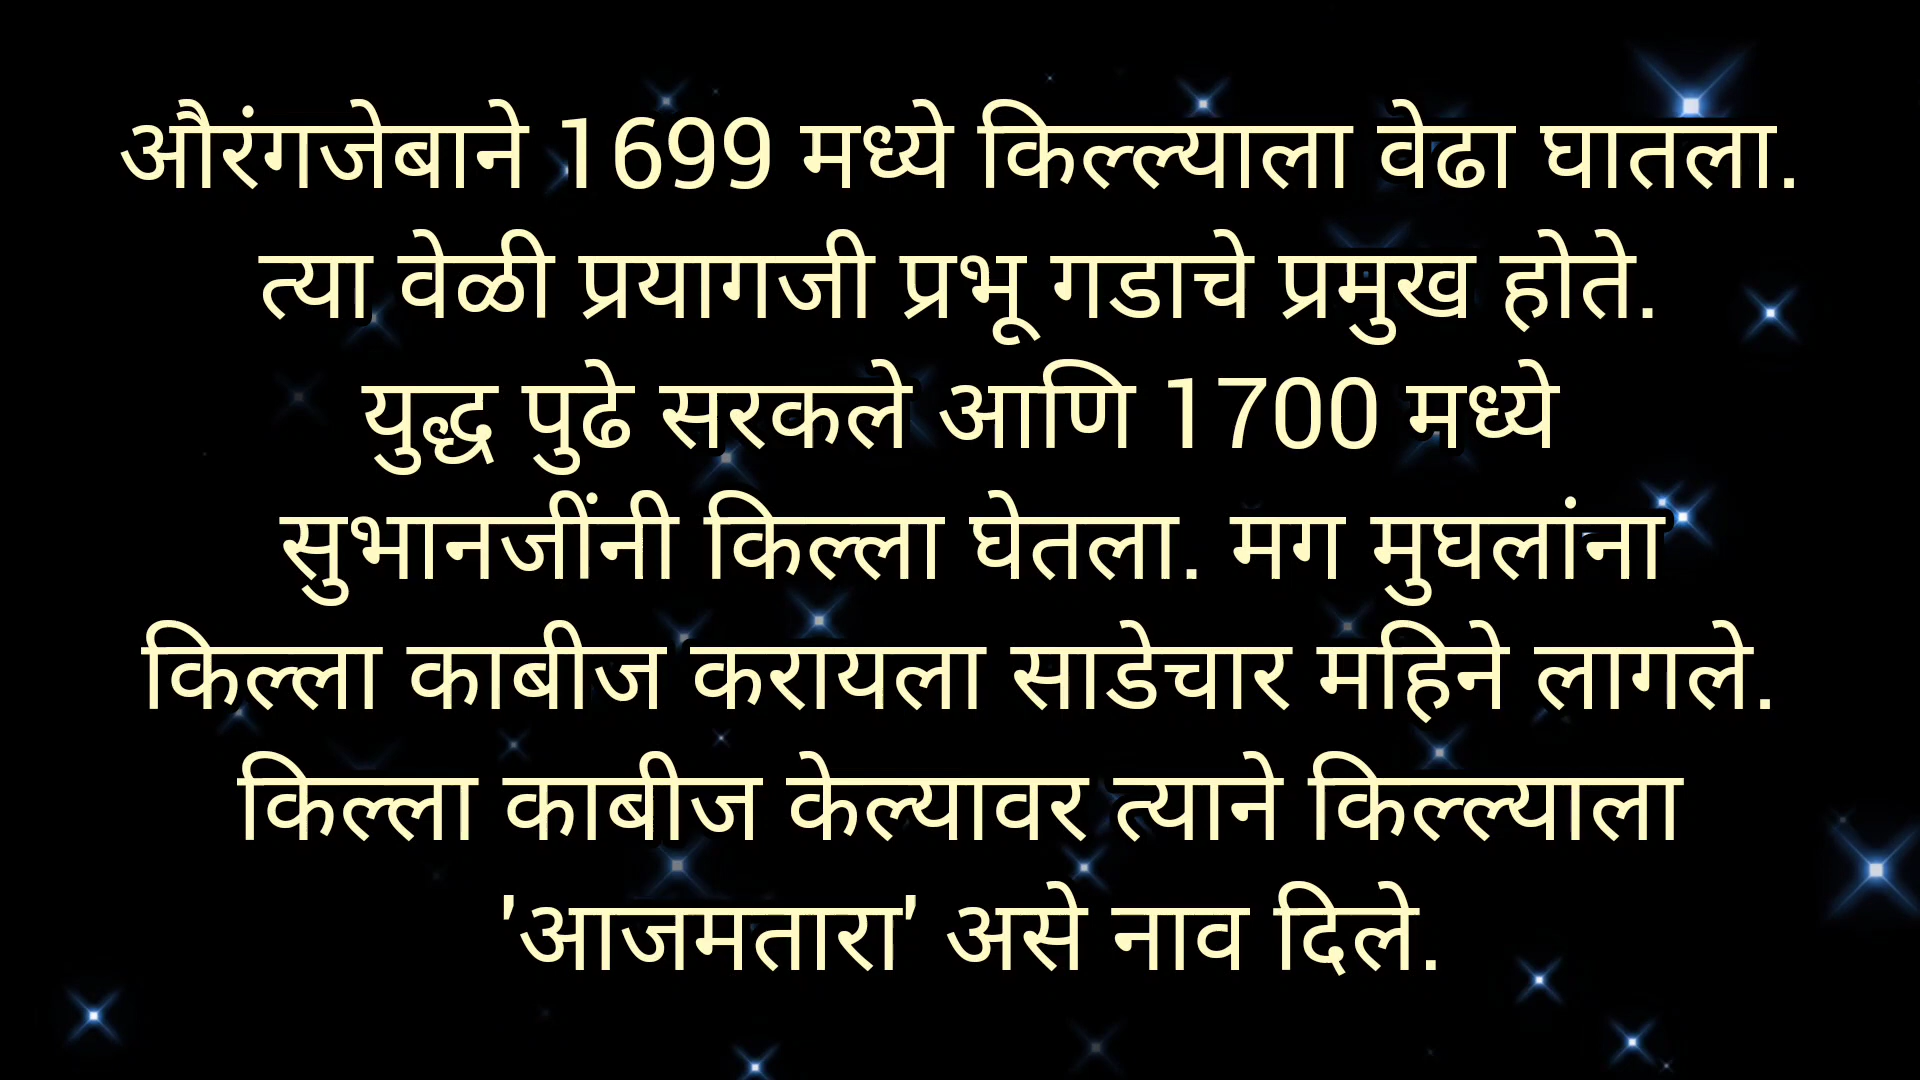 औरंगजेबाने 1699 मध्ये किल्ल्याला वेढा घातला.
त्या वेळी प्रयागजी प्रभू गडाचे प्रमुख होते.
युद्ध पुढे सरकले आणि 1700 मध्ये
सुभानजींनी किल्ला घेतला. मग मुघलांना
किल्ला काबीज करायला साडेचार महिने लागले.
किल्ला काबीज केल्यावर त्याने किल्ल्याला
'आजमतारा' असे नाव दिले.